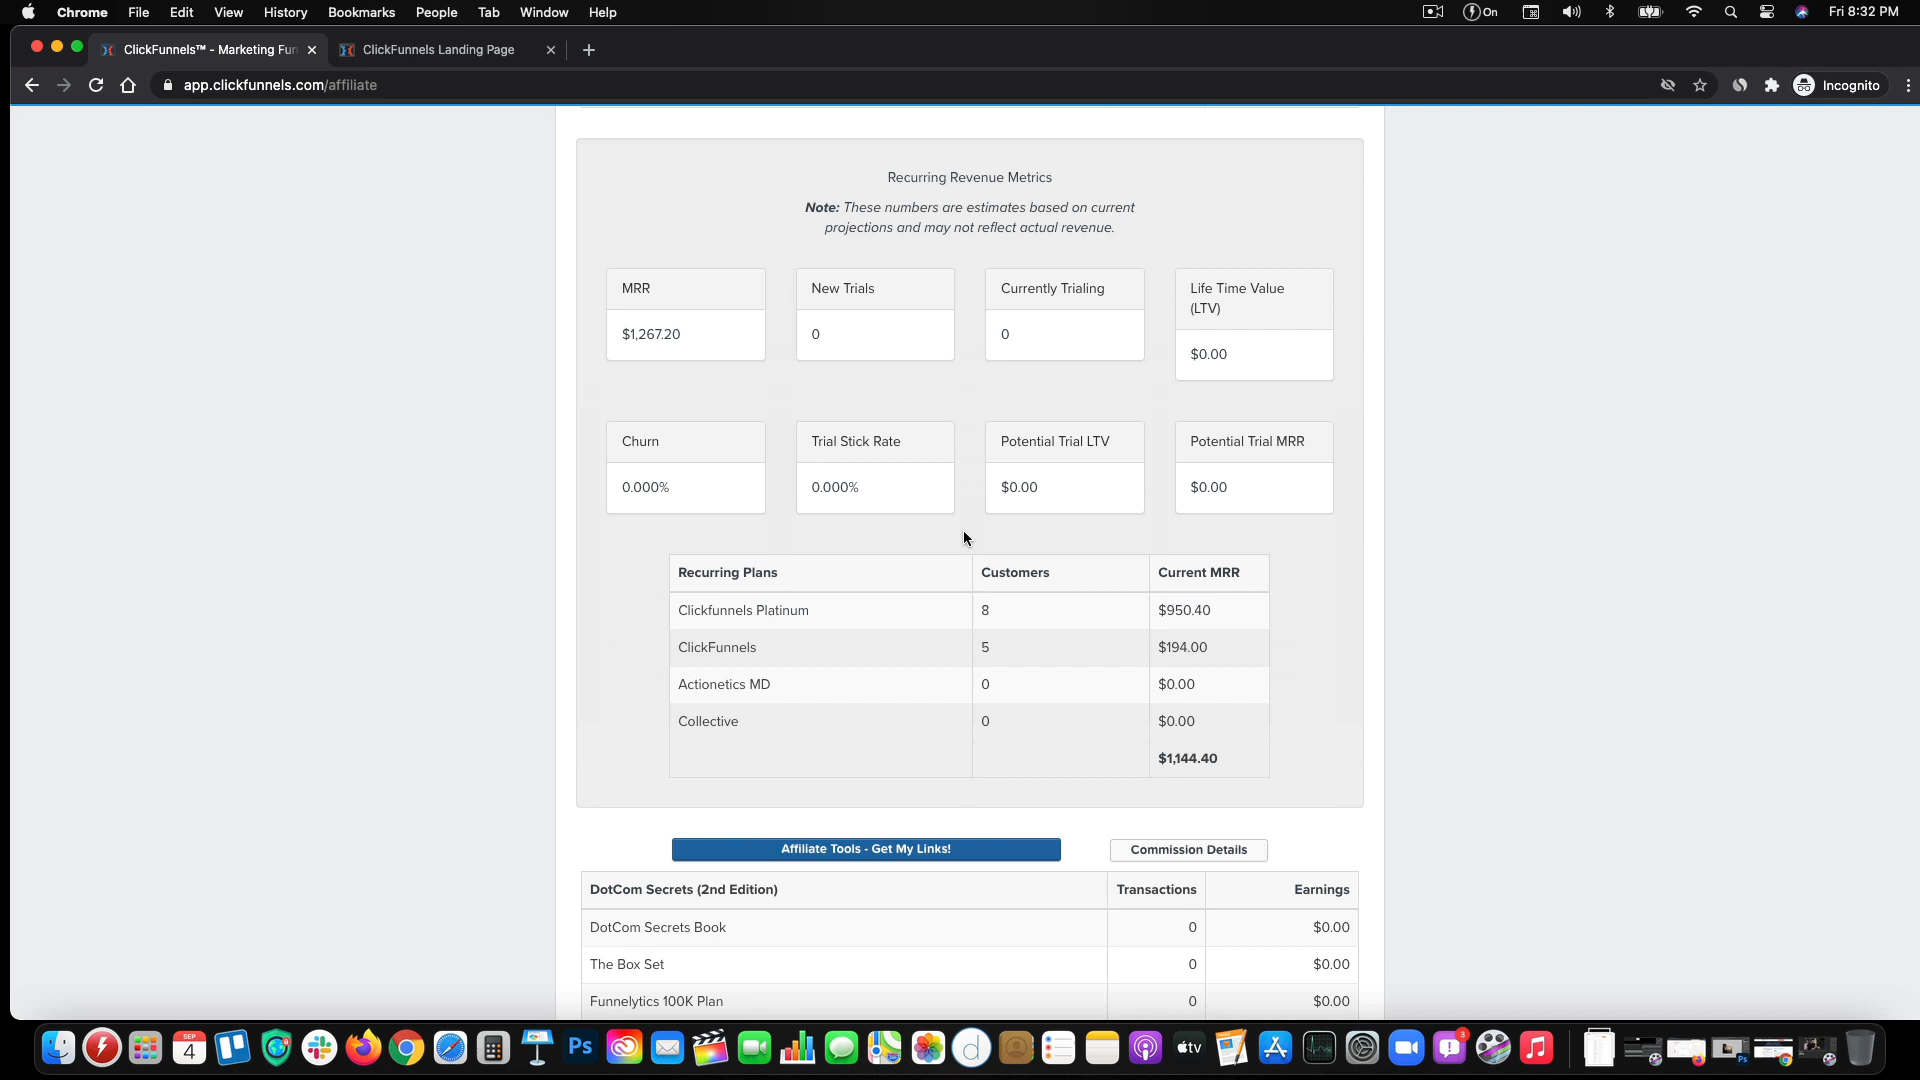 Chrome File Edit View History Bookmarks People Tab Window Help On Fri 8:32 PM
ClickFunnels™ - Marketing Fun ClickFunnels Landing Page
app.clickfunnels.com/affiliate Incognito
Recurring Revenue Metrics
Note: These numbers are estimates based on current
projections and may not reflect actual revenue.
MRR New Trials Currently Trialing Life Time Value
(LTV)
$1,267.20 0 0 $0.00
Churn Trial Stick Rate Potential Trial LTV Potential Trial MRR
0.000% 0.000% $0.00 $0.00
Recurring Plans Customers Current MRR
Clickfunnels Platinum 8 $950.40
ClickFunnels 5 $194.00
Actionetics MD 0 $0.00
Collective 0 $0.00
$1,144.40
Affiliate Tools - Get My Links! Commission Details
DotCom Secrets (2nd Edition) Transactions Earnings
DotCom Secrets Book 0 $0.00
The Box Set 0 $0.00
Funnelytics 100K Plan 0 $0.00
SEP
4
Ps
d
tv
3